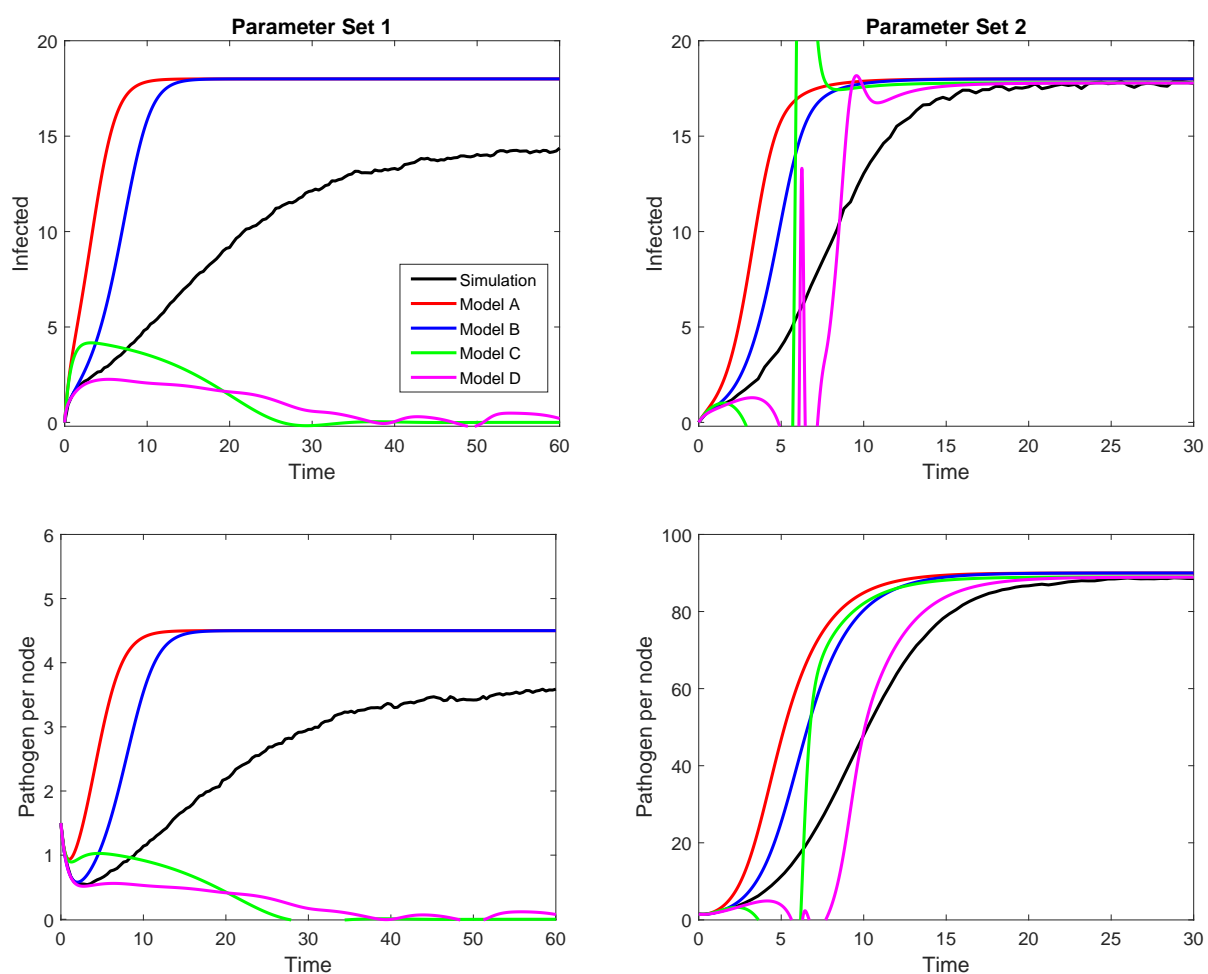 Parameter Set 1
20
15
10
5
0
Infected
Simulation
Model A
Model B
Model C
Model D
0 10 20 30 40 50 60
Time
Parameter Set 2
20
15
10
5
0
Infected
0 5 10 15 20 25 30
Time
6
5
4
3
2
1
0
Pathogen per node
0 10 20 30 40 50 60
Time
100
80
60
40
20
0
Pathogen per node
0 5 10 15 20 25 30
Time